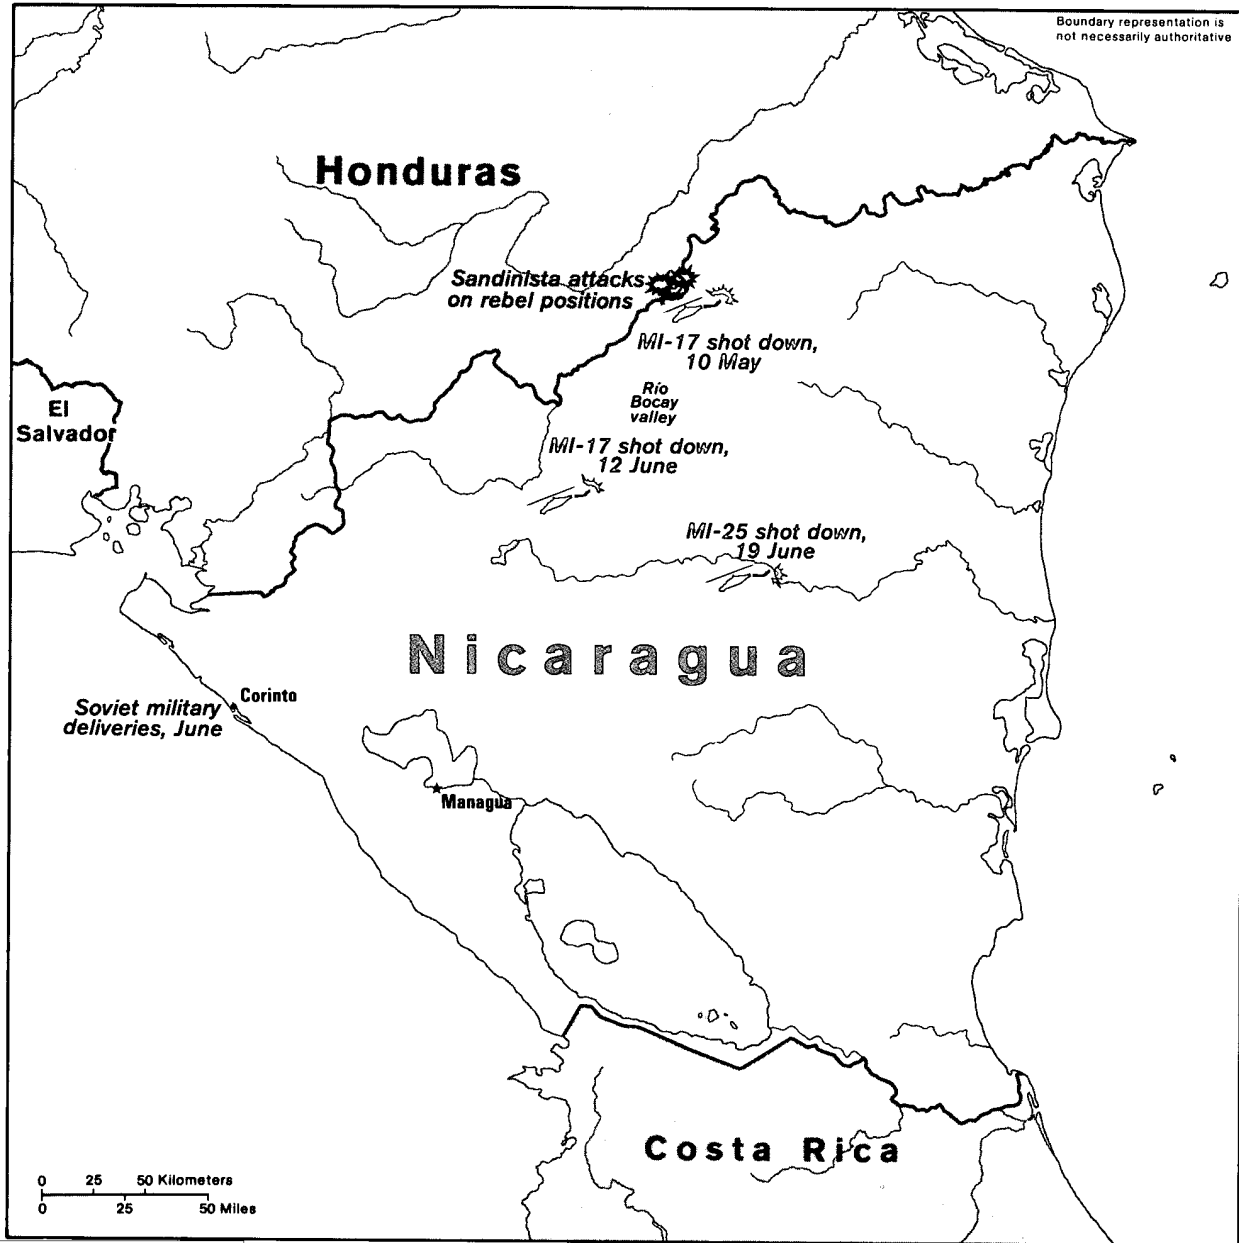 Boundary representation is
not necessarily authoritative
Honduras
Sandinista attacks
on rebel positions
MI-17 shot down,
10 May
Río
Bocay
valley
El
Salvador
MI-17 shot down,
12 June
MI-25 shot down,
19 June
Nicaragua
Corinto
Soviet military
deliveries, June
Managua
Costa Rica
0 25 50 Kilometers
0 25 50 Miles